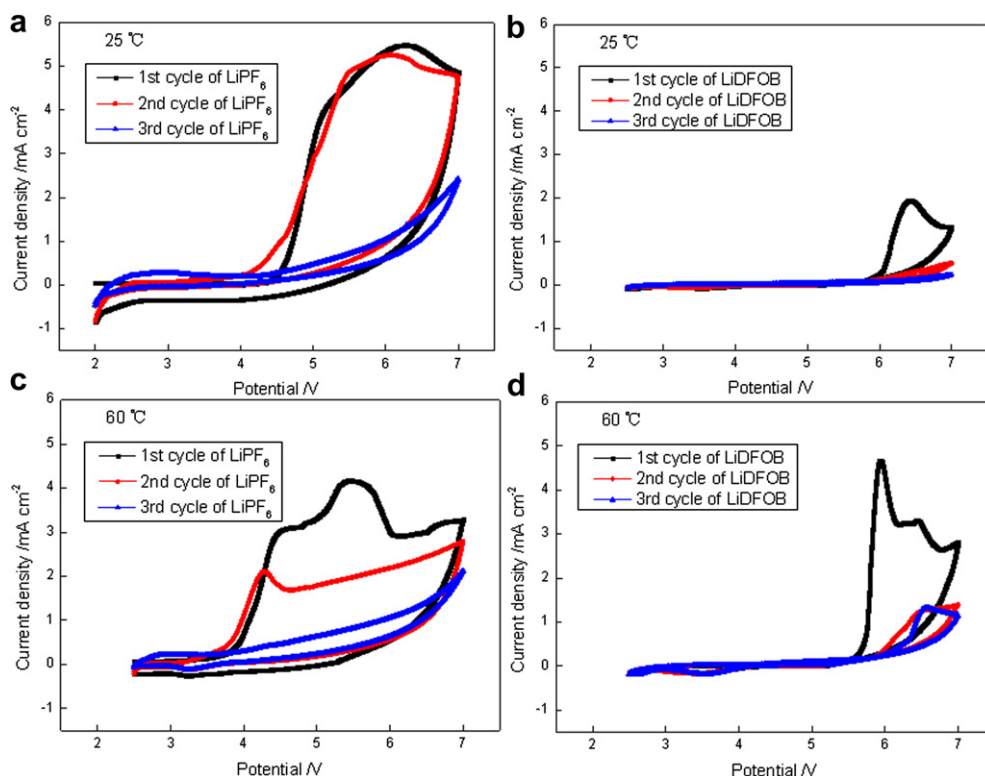 a
25 ℃
1st cycle of LiPF6
2nd cycle of LiPF6
3rd cycle of LiPF6
Current density /mA cm-2
6
5
4
3
2
1
0
-1
2 3 4 5 6 7
Potential /V
b
25 ℃
1st cycle of LiDFOB
2nd cycle of LiDFOB
3rd cycle of LiDFOB
Current density /mA cm-2
6
5
4
3
2
1
0
-1
2 3 4 5 6 7
Potential /V
c
60 ℃
1st cycle of LiPF6
2nd cycle of LiPF6
3rd cycle of LiPF6
Current density /mA cm-2
6
5
4
3
2
1
0
-1
2 3 4 5 6 7
Potential /V
d
60 ℃
1st cycle of LiDFOB
2nd cycle of LiDFOB
3rd cycle of LiDFOB
Current density /mA cm-2
6
5
4
3
2
1
0
-1
2 3 4 5 6 7
Potential /V